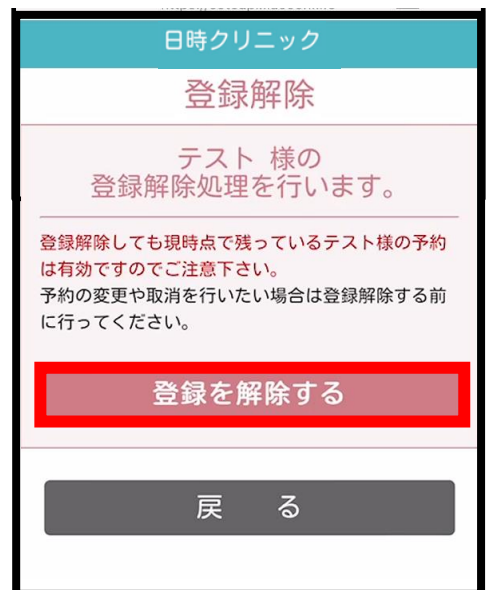 日時クリニック
登録解除
テスト 様の
登録解除処理を行います。
登録解除しても現時点で残っているテスト様の予約
は有効ですのでご注意下さい。
予約の変更や取消を行いたい場合は登録解除する前
に行ってください。
登録を解除する
戻 る